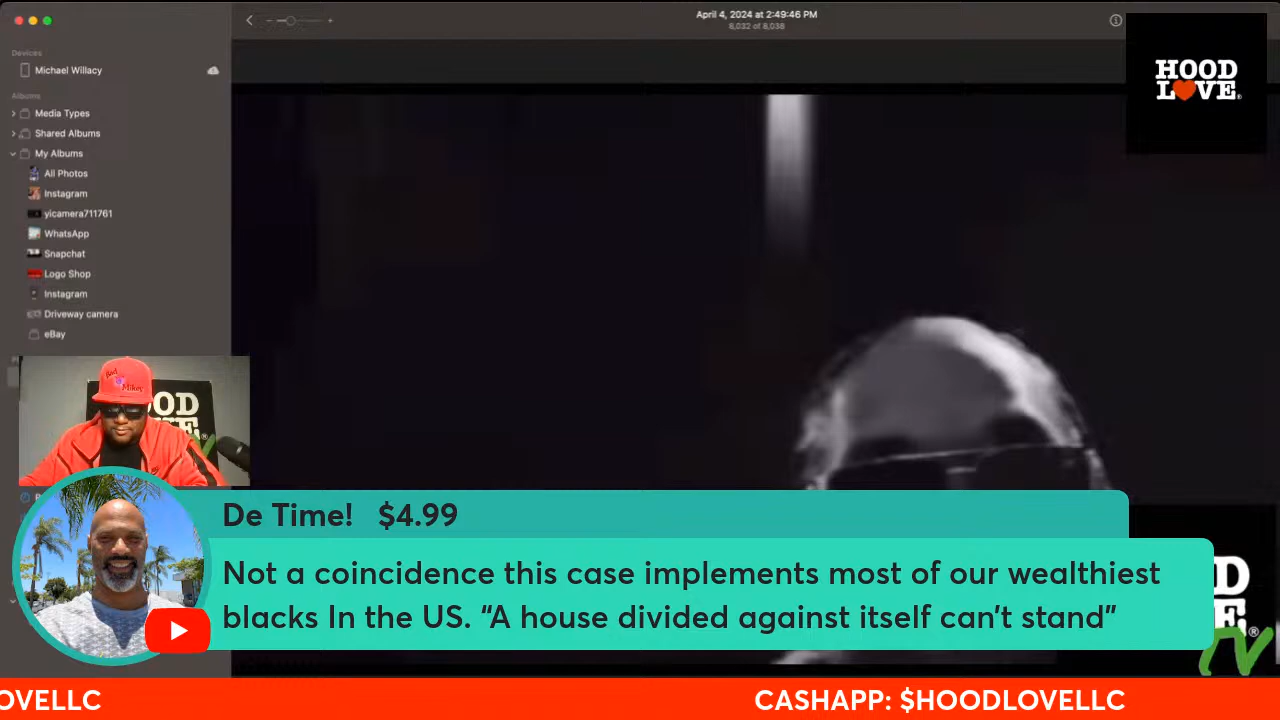 April 4, 2024 at 2:49:46 PM
8,032 of 8,038
Devices
Michael Willacy
Albums
Media Types
Shared Albums
My Albums
All Photos
Instagram
yicamera711761
WhatsApp
Snapchat
Logo Shop
Instagram
Driveway camera
eBay
HOOD
LOVE®
Bad
Mikey
De Time! $4.99
Not a coincidence this case implements most of our wealthiest
blacks In the US. “A house divided against itself can't stand”
TV
OVELLC
CASHAPP: $HOODLOVELLC